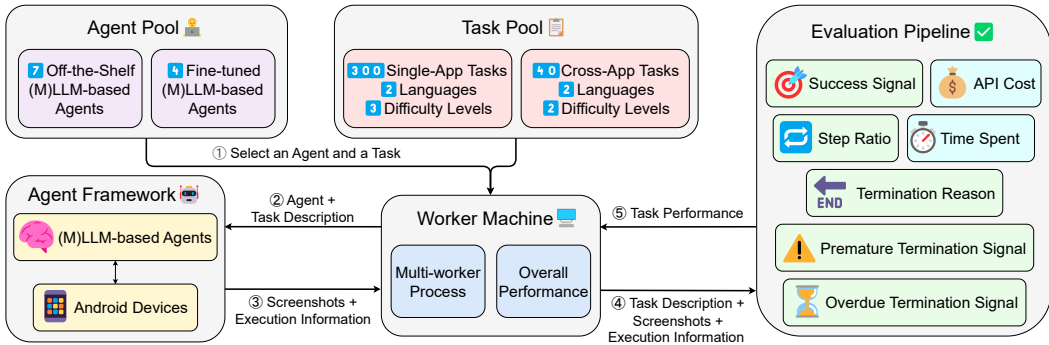 Agent Pool
7 Off-the-Shelf
(M)LLM-based
Agents
4 Fine-tuned
(M)LLM-based
Agents
Task Pool
300 Single-App Tasks
2 Languages
3 Difficulty Levels
40 Cross-App Tasks
2 Languages
2 Difficulty Levels
① Select an Agent and a Task
Agent Framework
(M)LLM-based Agents
Android Devices
② Agent +
Task Description
③ Screenshots +
Execution Information
Worker Machine
Multi-worker
Process
Overall
Performance
⑤ Task Performance
④ Task Description +
Screenshots +
Execution Information
Evaluation Pipeline
Success Signal
$ API Cost
Step Ratio
Time Spent
END Termination Reason
Premature Termination Signal
Overdue Termination Signal